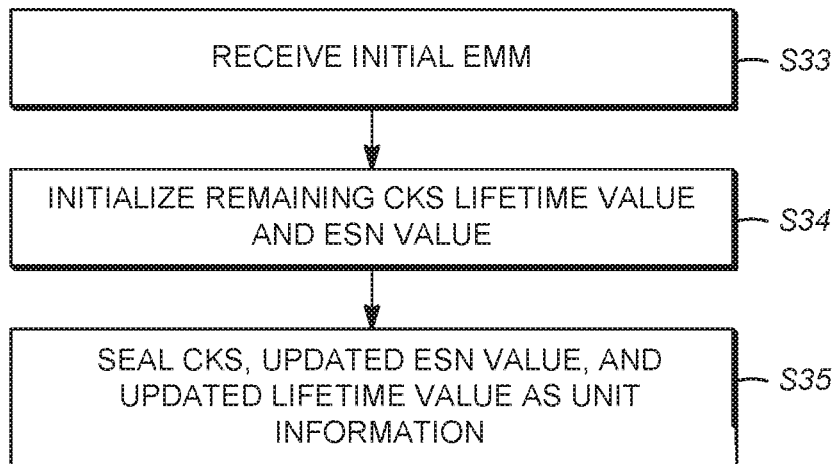 RECEIVE INITIAL EMM
S33
INITIALIZE REMAINING CKS LIFETIME VALUE
AND ESN VALUE
S34
SEAL CKS, UPDATED ESN VALUE, AND
UPDATED LIFETIME VALUE AS UNIT
INFORMATION
S35